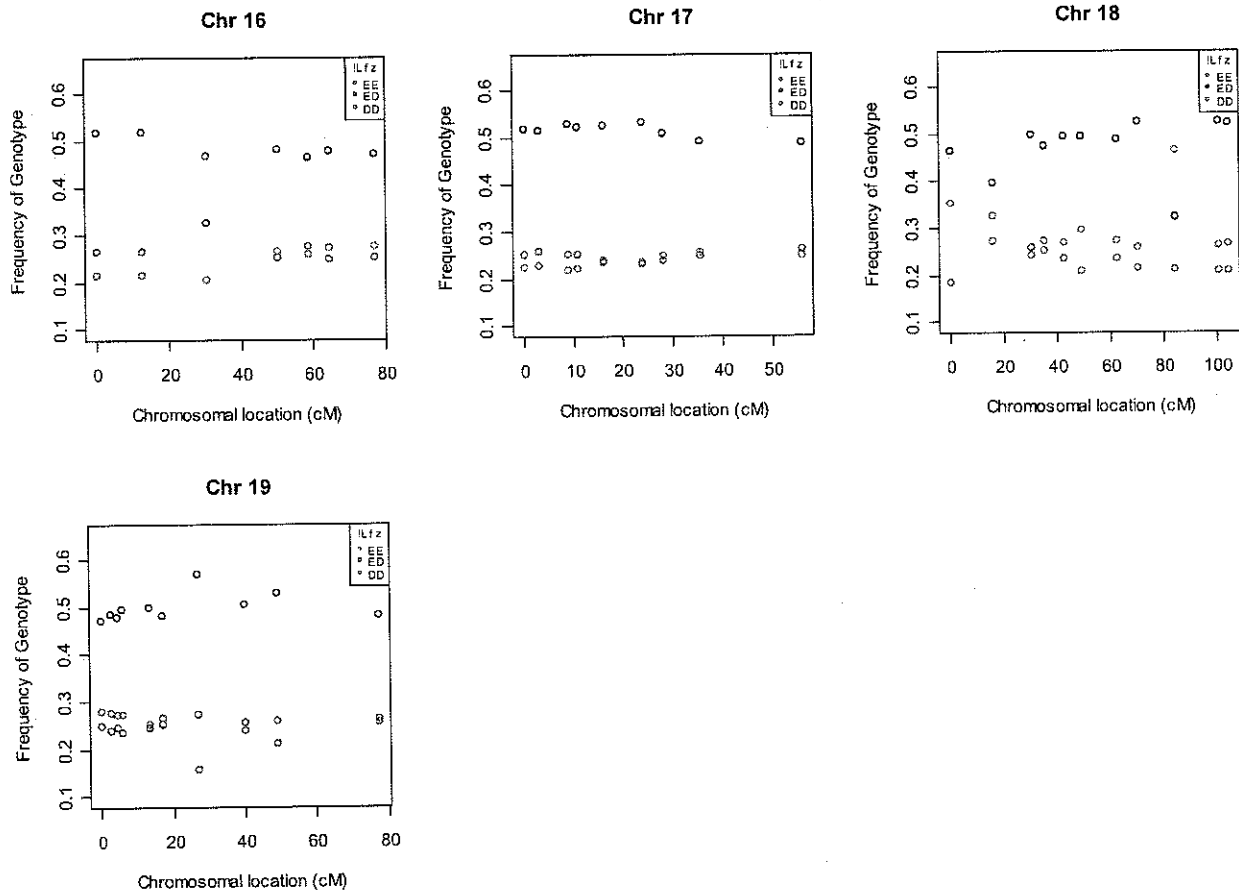 Chr 16
Frequency of Genotype
0.6
0.5
0.4
0.3
0.2
0.1
!Lfz
EE
ED
DD
0 20 40 60 80
Chromosomal location (cM)
Chr 17
Frequency of Genotype
0.6
0.5
0.4
0.3
0.2
0.1
!Lfz
EE
ED
DD
0 10 20 30 40 50
Chromosomal location (cM)
Chr 18
Frequency of Genotype
0.6
0.5
0.4
0.3
0.2
0.1
!Lfz
EE
ED
DD
0 20 40 60 80 100
Chromosomal location (cM)
Chr 19
Frequency of Genotype
0.6
0.5
0.4
0.3
0.2
0.1
!Lfz
EE
ED
DD
0 20 40 60 80
Chromosomal location (cM)